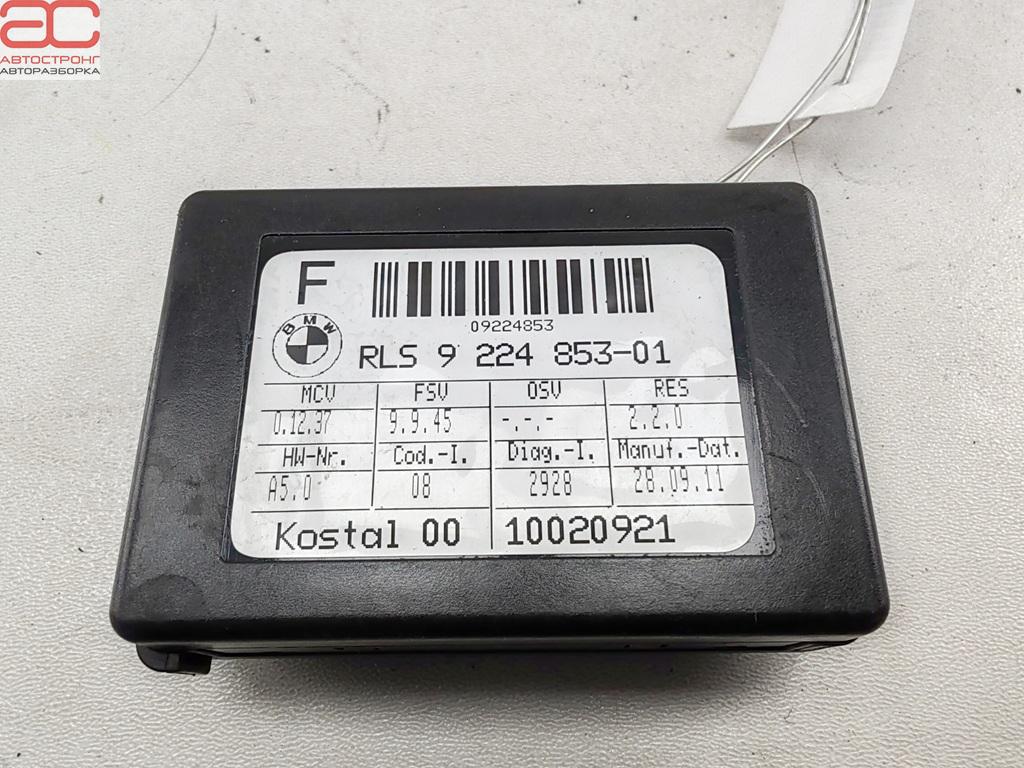 АС
АВТОСТРОНГ
АВТОРАЗБОРКА
F
09224853
BMW
RLS 9 224 853-01
MCV FSV OSV RES
0.12.37 9.9.45 -.-.- 2.2.0
HW-Nr. Cod.-I. Diag.-I. Manuf.-Dat.
A5.0 08 2928 28.09.11
Kostal 00 10020921